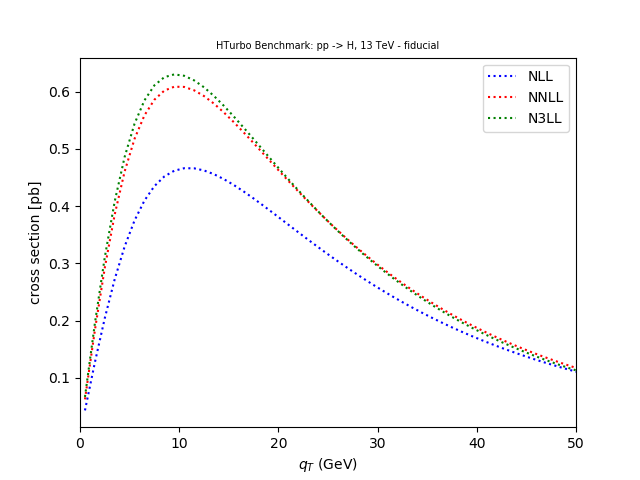 HTurbo Benchmark: pp -> H, 13 TeV - fiducial
NLL
NNLL
N3LL
cross section [pb]
0.6
0.5
0.4
0.3
0.2
0.1
0 10 20 30 40 50
q_T (GeV)